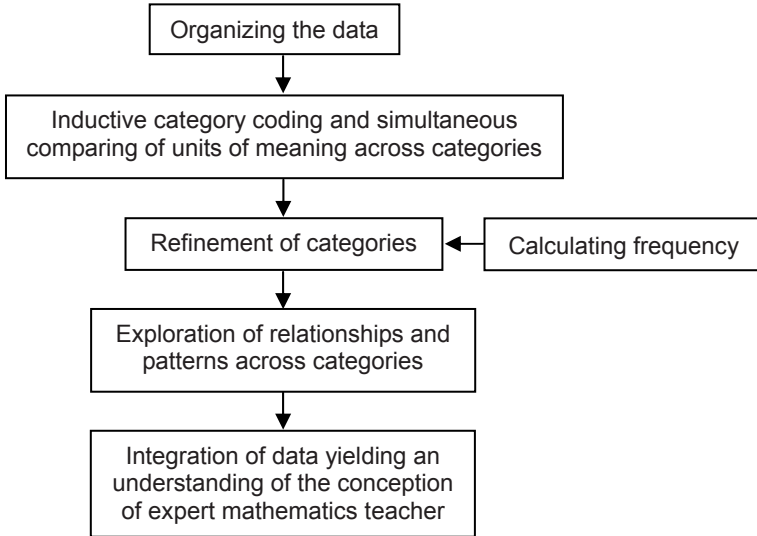 Organizing the data
Inductive category coding and simultaneous
comparing of units of meaning across categories
Refinement of categories
Calculating frequency
Exploration of relationships and
patterns across categories
Integration of data yielding an
understanding of the conception
of expert mathematics teacher